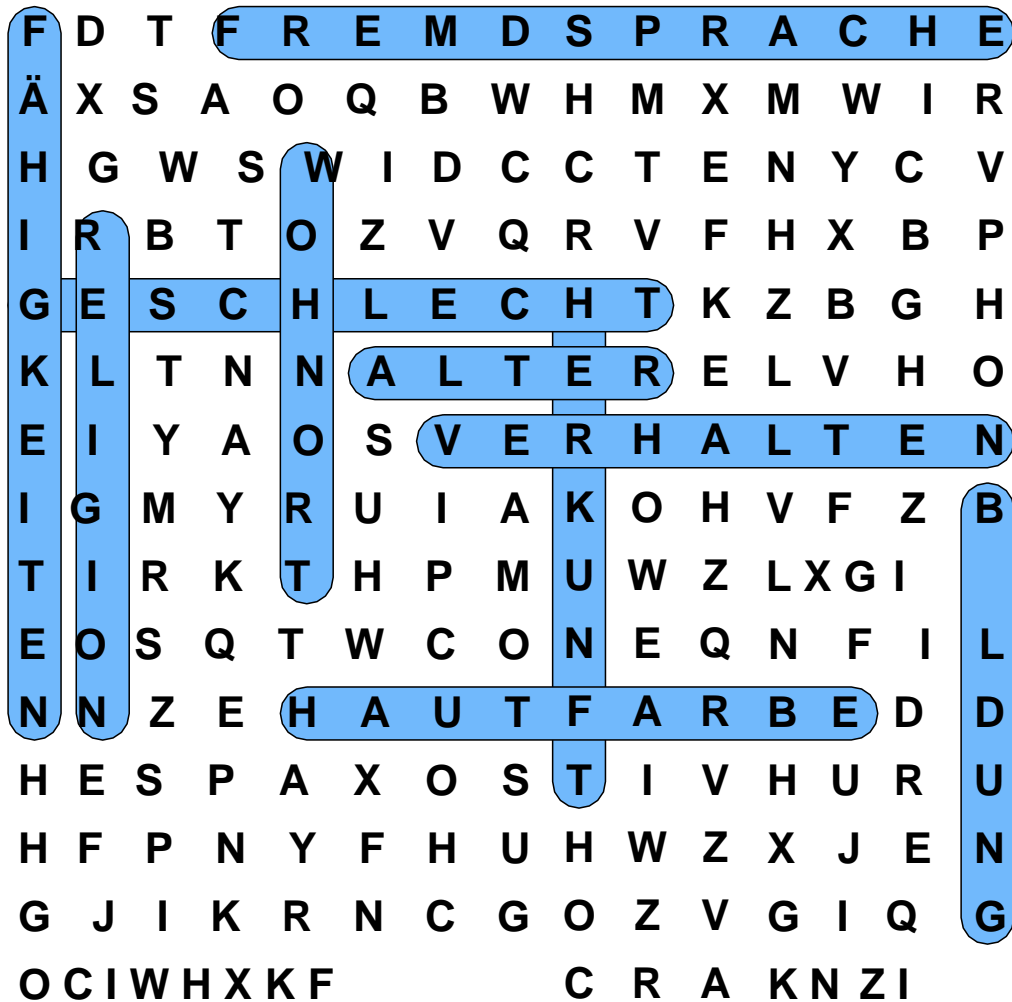 F D T F R E M D S P R A C H E
Ä X S A O Q B W H M X M W I R
H G W S W I D C C T E N Y C V
I R B T O Z V Q R V F H X B P
G E S C H L E C H T K Z B G H
K L T N N A L T E R E L V H O
E I Y A O S V E R H A L T E N
I G M Y R U I A K O H V F Z B
T I R K T H P M U W Z L X G I
E O S Q T W C O N E Q N F I L
N N Z E H A U T F A R B E D D
H E S P A X O S T I V H U R U
H F P N Y F H U H W Z X J E N
G J I K R N C G O Z V G I Q G
O C I W H X K F C R A K N Z I